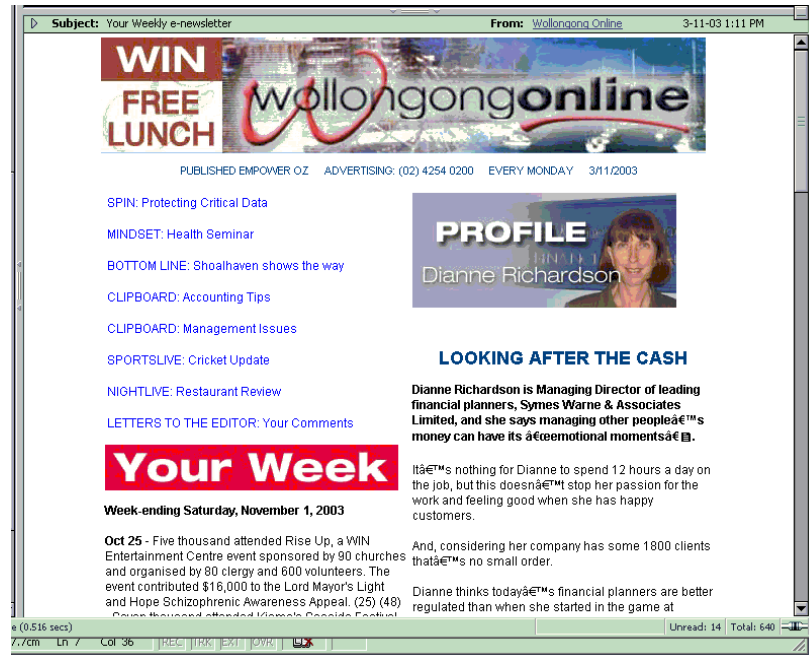 Subject: Your Weekly e-newsletter From: Wollongong Online 3-11-03 1:11 PM
WIN
FREE
LUNCH
wollongongonline
PUBLISHED EMPOWER OZ ADVERTISING: (02) 4254 0200 EVERY MONDAY 3/11/2003
SPIN: Protecting Critical Data
MINDSET: Health Seminar
BOTTOM LINE: Shoalhaven shows the way
CLIPBOARD: Accounting Tips
CLIPBOARD: Management Issues
SPORTSLIVE: Cricket Update
NIGHTLIVE: Restaurant Review
LETTERS TO THE EDITOR: Your Comments
Your Week
Week-ending Saturday, November 1, 2003
Oct 25 - Five thousand attended Rise Up, a WIN
Entertainment Centre event sponsored by 90 churches
and organised by 80 clergy and 600 volunteers. The
event contributed $16,000 to the Lord Mayor's Light
and Hope Schizophrenic Awareness Appeal. (25) (48)
- Seven thousand attended Kiama's Seaside Festival
PROFILE
Dianne Richardson
LOOKING AFTER THE CASH
Dianne Richardson is Managing Director of leading
financial planners, Symes Warne & Associates
Limited, and she says managing other peopleâ€™s
money can have its â€œemotional momentsâ€.
Itâ€™s nothing for Dianne to spend 12 hours a day on
the job, but this doesnâ€™t stop her passion for the
work and feeling good when she has happy
customers.
And, considering her company has some 1800 clients
thatâ€™s no small order.
Dianne thinks todayâ€™s financial planners are better
regulated than when she started in the game at
e (0.516 secs) Unread: 14 Total: 640
7.7cm Ln 7 Col 36 REC TRK EXT OVR